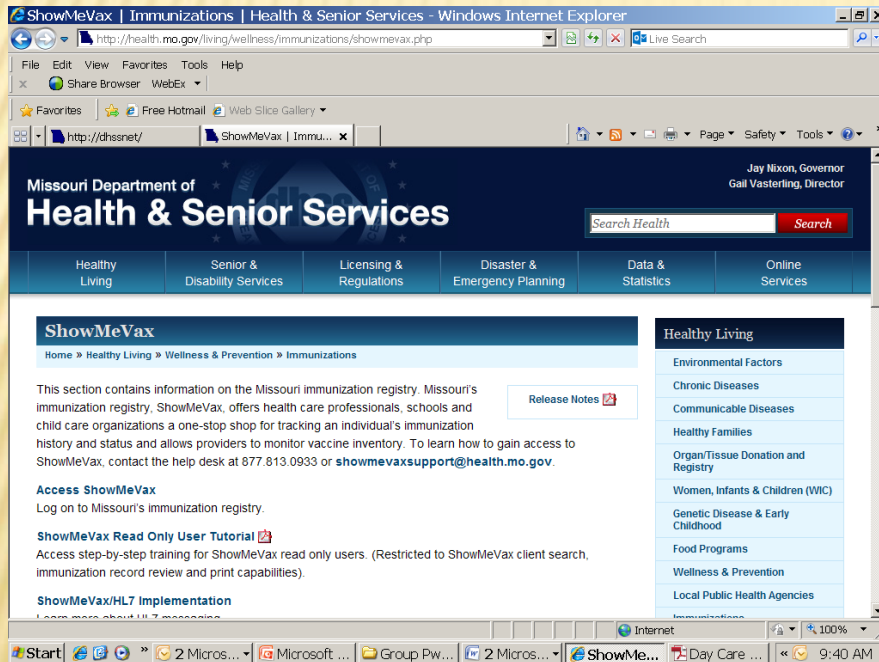 ShowMeVax | Immunizations | Health & Senior Services - Windows Internet Explorer
http://health.mo.gov/living/wellness/immunizations/showmevax.php
Live Search
File Edit View Favorites Tools Help
x Share Browser WebEx
Favorites Free Hotmail Web Slice Gallery
http://dhssnet/ ShowMeVax | Immu... x Page Safety Tools
Jay Nixon, Governor
Gail Vasterling, Director
Missouri Department of
Health & Senior Services
Search Health Search
Healthy Living
Senior & Disability Services
Licensing & Regulations
Disaster & Emergency Planning
Data & Statistics
Online Services
ShowMeVax
Home » Healthy Living » Wellness & Prevention » Immunizations
Release Notes
This section contains information on the Missouri immunization registry. Missouri's
immunization registry, ShowMeVax, offers health care professionals, schools and
child care organizations a one-stop shop for tracking an individual's immunization
history and status and allows providers to monitor vaccine inventory. To learn how to gain access to
ShowMeVax, contact the help desk at 877.813.0933 or showmevaxsupport@health.mo.gov.
Access ShowMeVax
Log on to Missouri's immunization registry.
ShowMeVax Read Only User Tutorial
Access step-by-step training for ShowMeVax read only users. (Restricted to ShowMeVax client search,
immunization record review and print capabilities).
ShowMeVax/HL7 Implementation
Learn more about HL7 messaging
Healthy Living
Environmental Factors
Chronic Diseases
Communicable Diseases
Healthy Families
Organ/Tissue Donation and
Registry
Women, Infants & Children (WIC)
Genetic Disease & Early
Childhood
Food Programs
Wellness & Prevention
Local Public Health Agencies
Immunizations
Internet 100%
Start » 2 Micros... Microsoft ... Group Pw... 2 Micros... ShowMe... Day Care ... « 9:40 AM